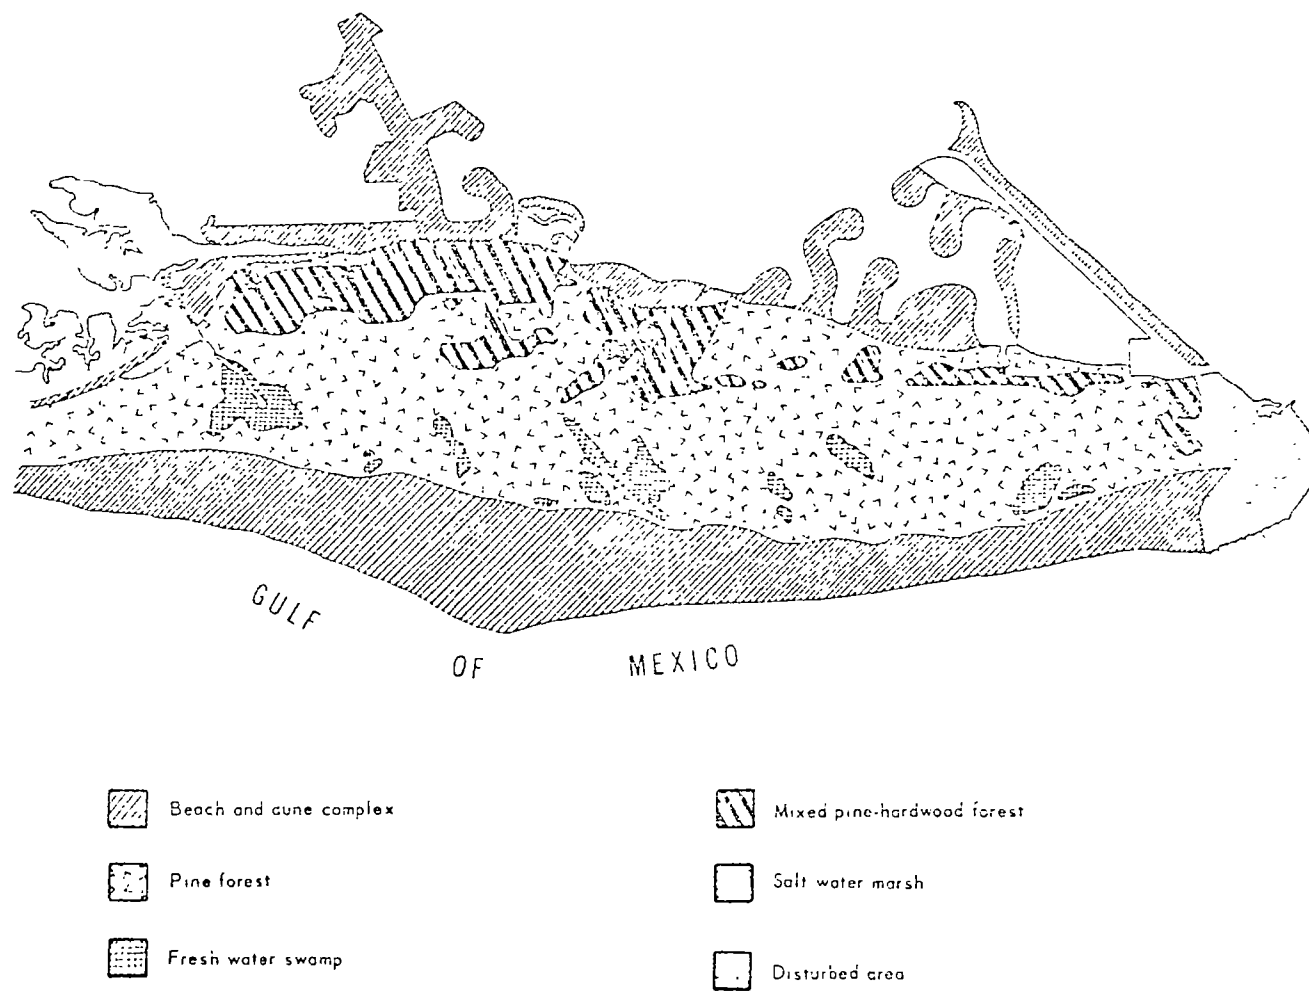 GULF
OF
MEXICO
Beach and dune complex
Mixed pine-hardwood forest
Pine forest
Salt water marsh
Fresh water swamp
Disturbed area